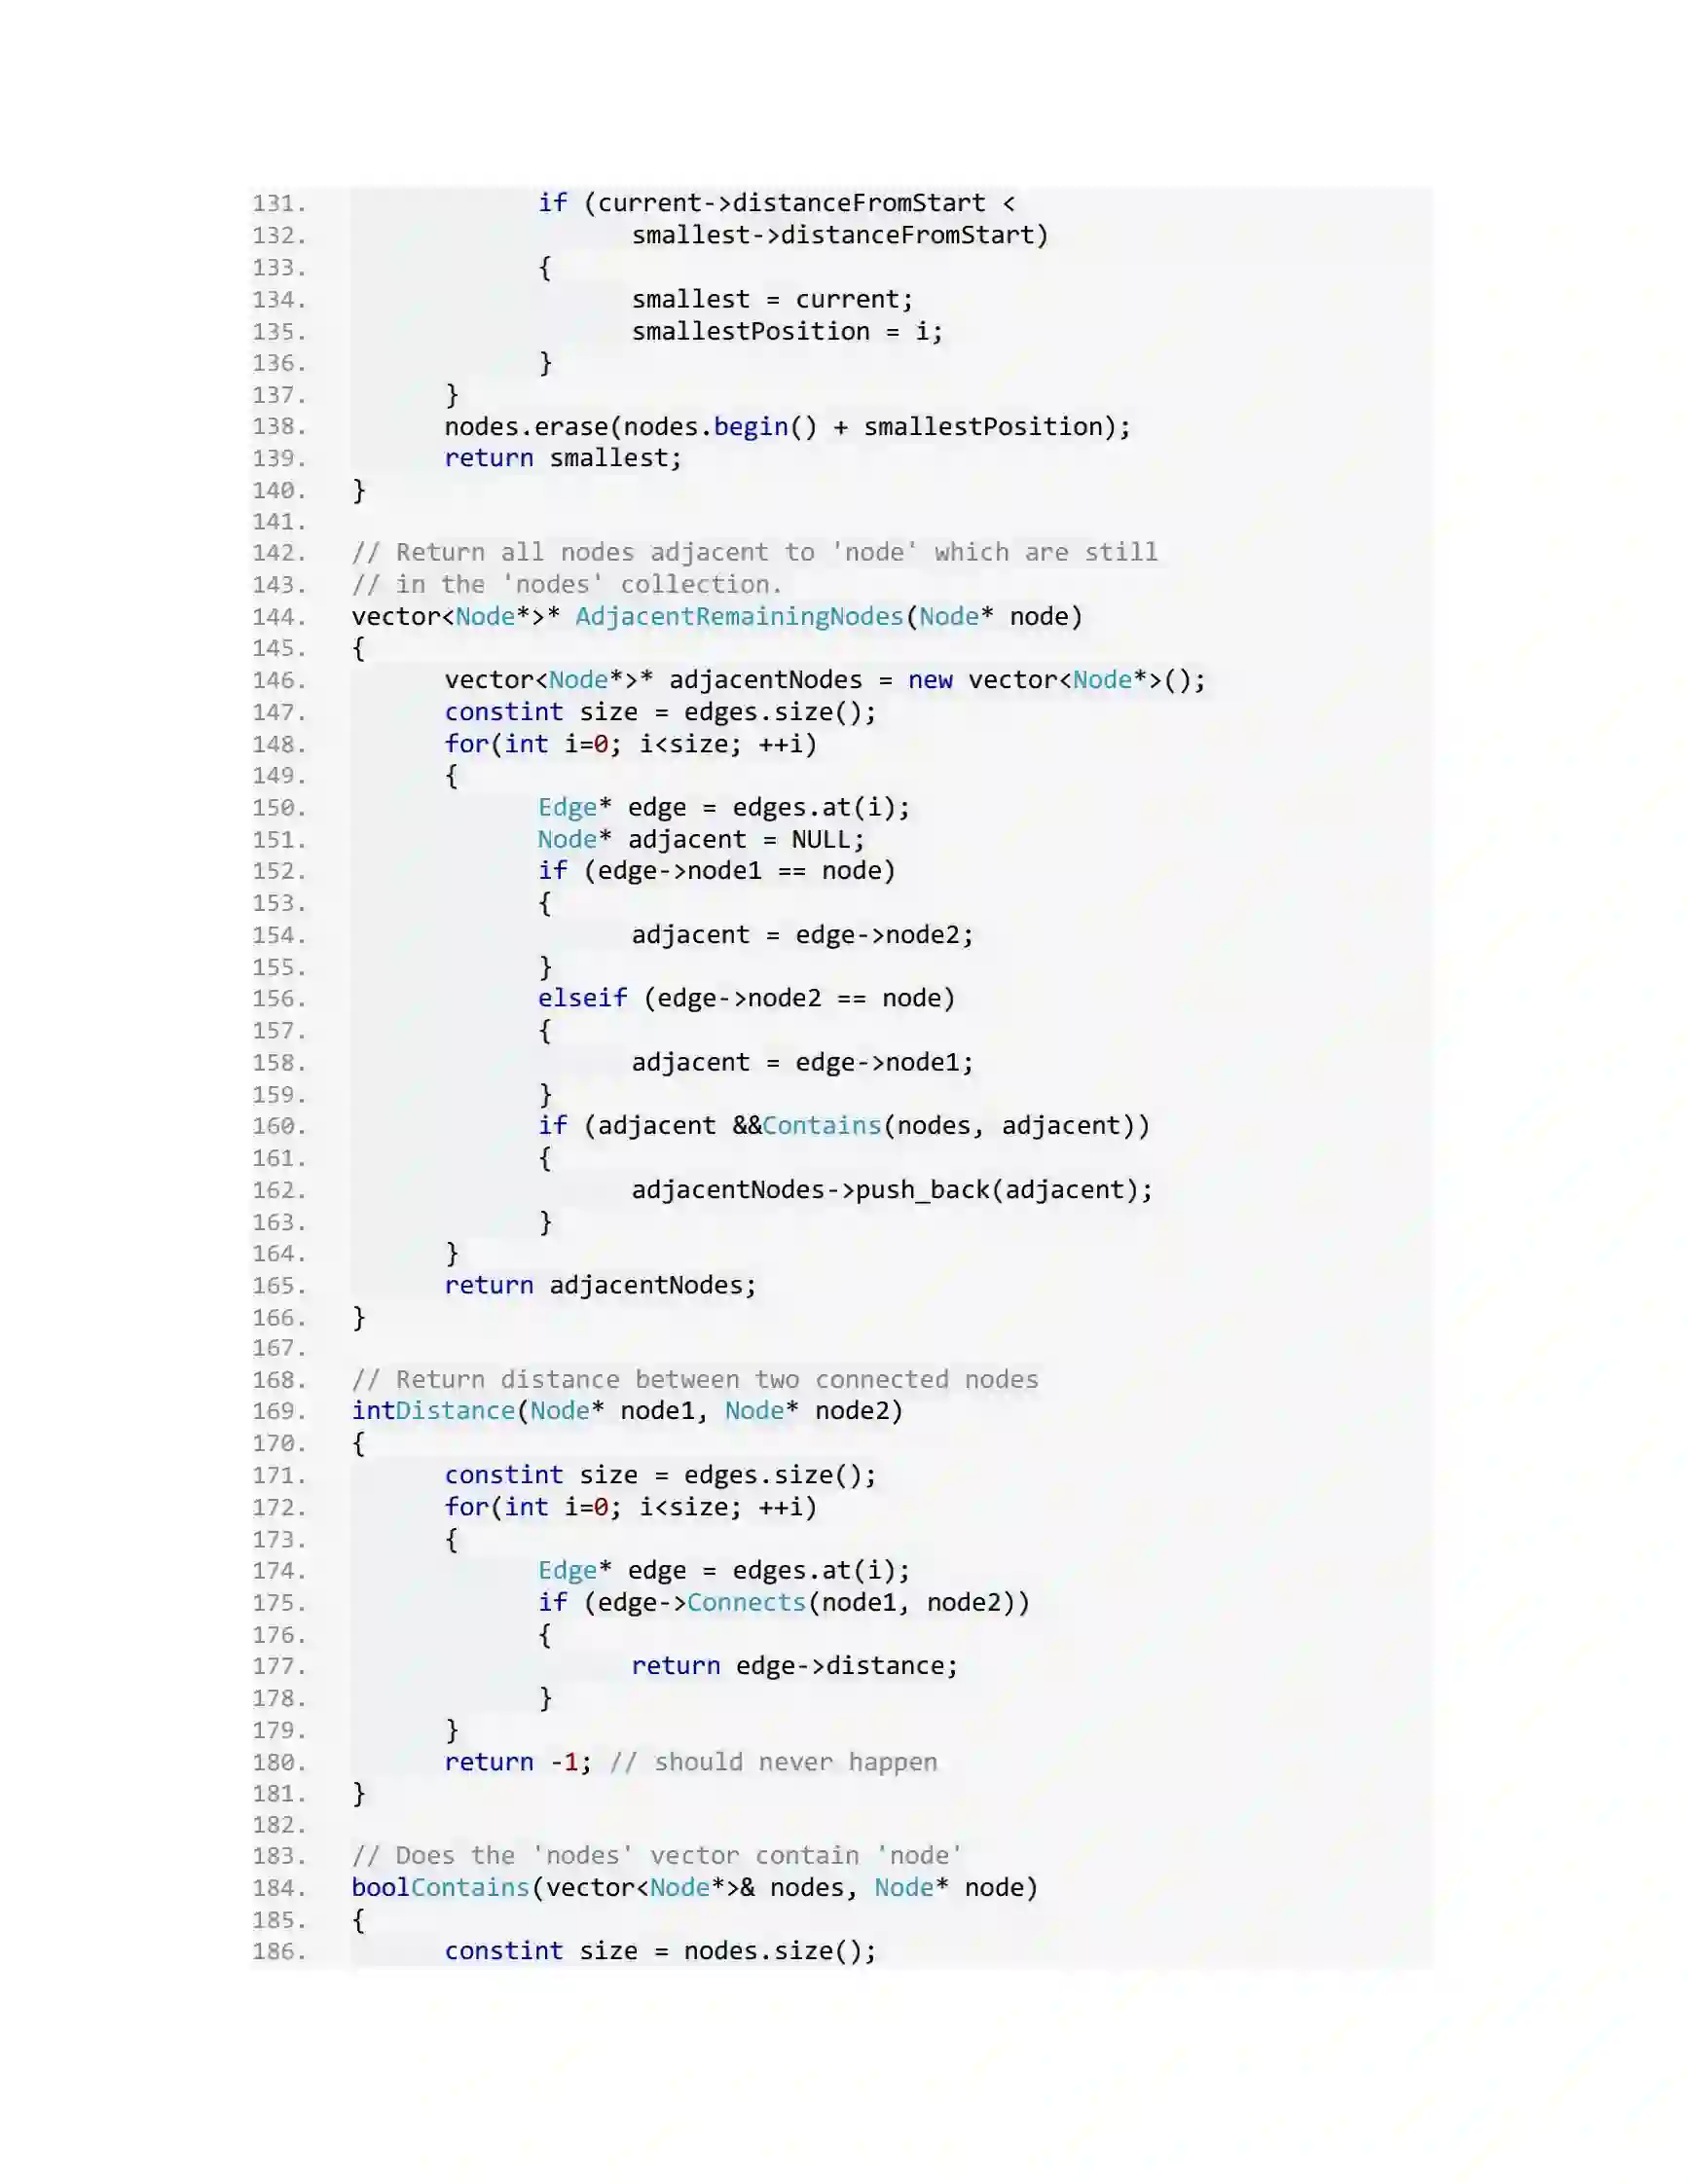 131. if (current->distanceFromStart <
132. smallest->distanceFromStart)
133. {
134. smallest = current;
135. smallestPosition = i;
136. }
137. }
138. nodes.erase(nodes.begin() + smallestPosition);
139. return smallest;
140. }
141.
142. // Return all nodes adjacent to 'node' which are still
143. // in the 'nodes' collection.
144. vector<Node*>* AdjacentRemainingNodes(Node* node)
145. {
146. vector<Node*>* adjacentNodes = new vector<Node*>();
147. constint size = edges.size();
148. for(int i=0; i<size; ++i)
149. {
150. Edge* edge = edges.at(i);
151. Node* adjacent = NULL;
152. if (edge->node1 == node)
153. {
154. adjacent = edge->node2;
155. }
156. elseif (edge->node2 == node)
157. {
158. adjacent = edge->node1;
159. }
160. if (adjacent &&Contains(nodes, adjacent))
161. {
162. adjacentNodes->push_back(adjacent);
163. }
164. }
165. return adjacentNodes;
166. }
167.
168. // Return distance between two connected nodes
169. intDistance(Node* node1, Node* node2)
170. {
171. constint size = edges.size();
172. for(int i=0; i<size; ++i)
173. {
174. Edge* edge = edges.at(i);
175. if (edge->Connects(node1, node2))
176. {
177. return edge->distance;
178. }
179. }
180. return -1; // should never happen
181. }
182.
183. // Does the 'nodes' vector contain 'node'
184. boolContains(vector<Node*>& nodes, Node* node)
185. {
186. constint size = nodes.size();